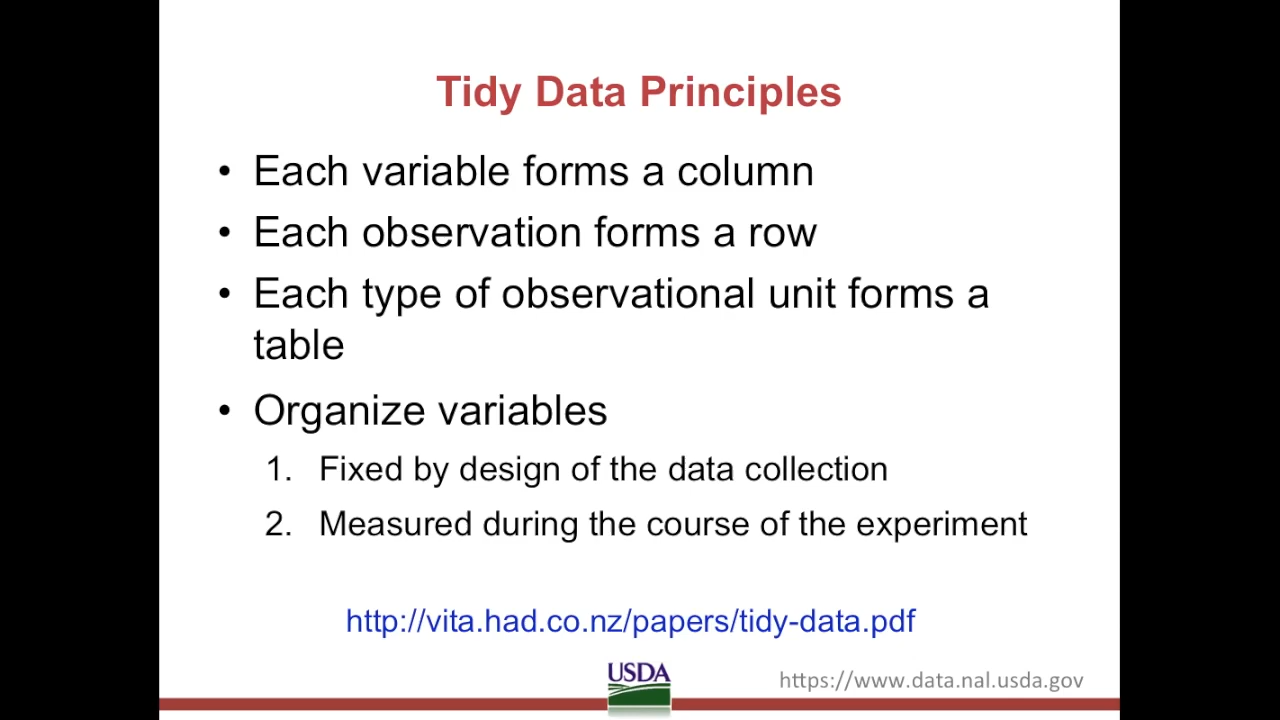 Tidy Data Principles
• Each variable forms a column
• Each observation forms a row
• Each type of observational unit forms a
table
• Organize variables
1. Fixed by design of the data collection
2. Measured during the course of the experiment
http://vita.had.co.nz/papers/tidy-data.pdf
USDA
https://www.data.nal.usda.gov